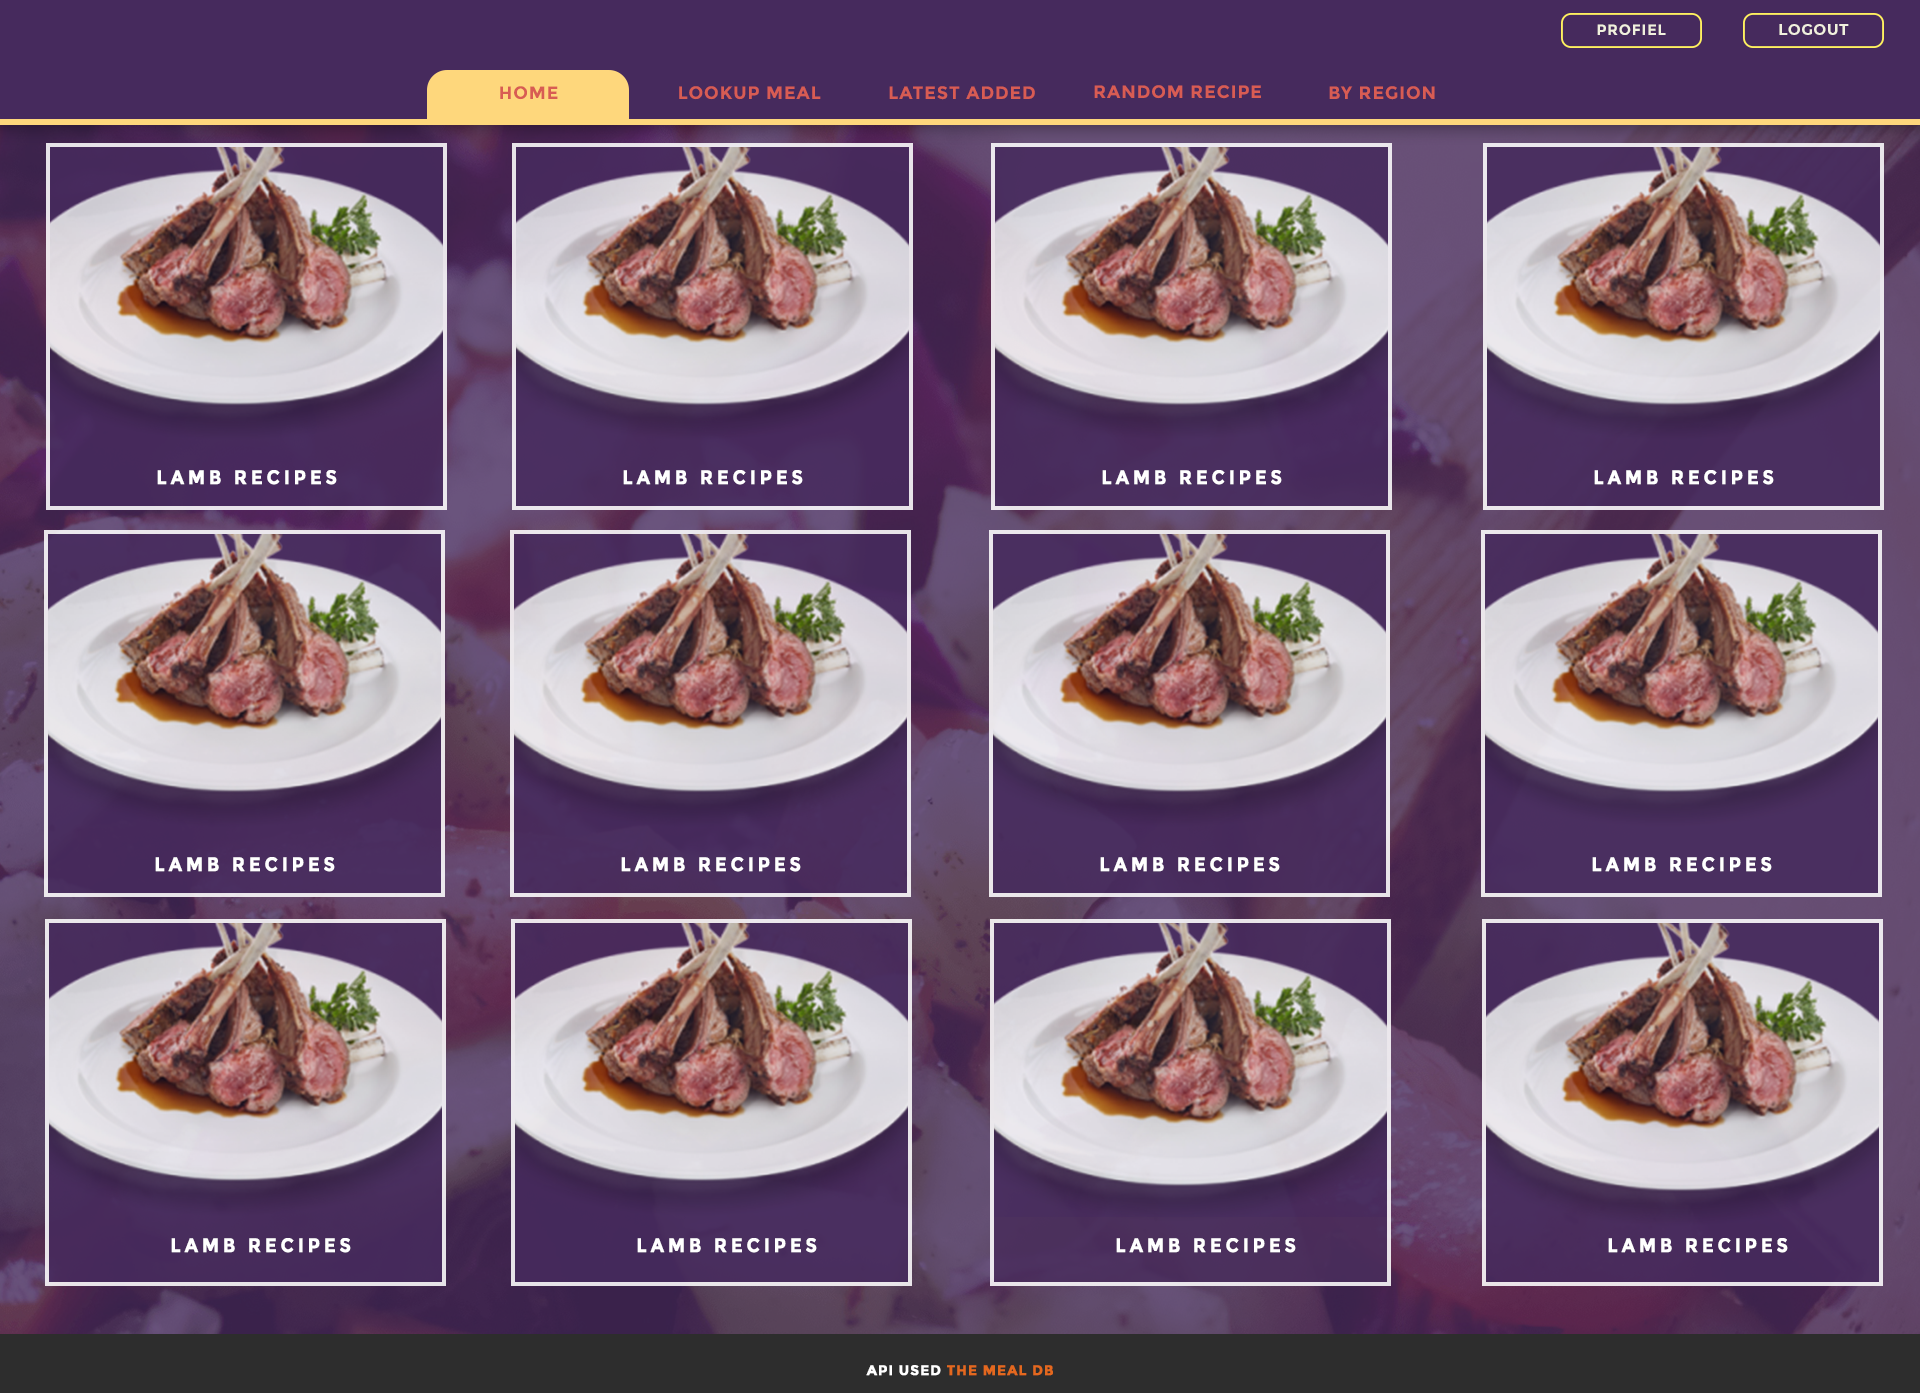 PROFIEL
LOGOUT
HOME
LOOKUP MEAL
LATEST ADDED
RANDOM RECIPE
BY REGION
LAMB RECIPES
LAMB RECIPES
LAMB RECIPES
LAMB RECIPES
LAMB RECIPES
LAMB RECIPES
LAMB RECIPES
LAMB RECIPES
LAMB RECIPES
LAMB RECIPES
LAMB RECIPES
LAMB RECIPES
API USED THE MEAL DB